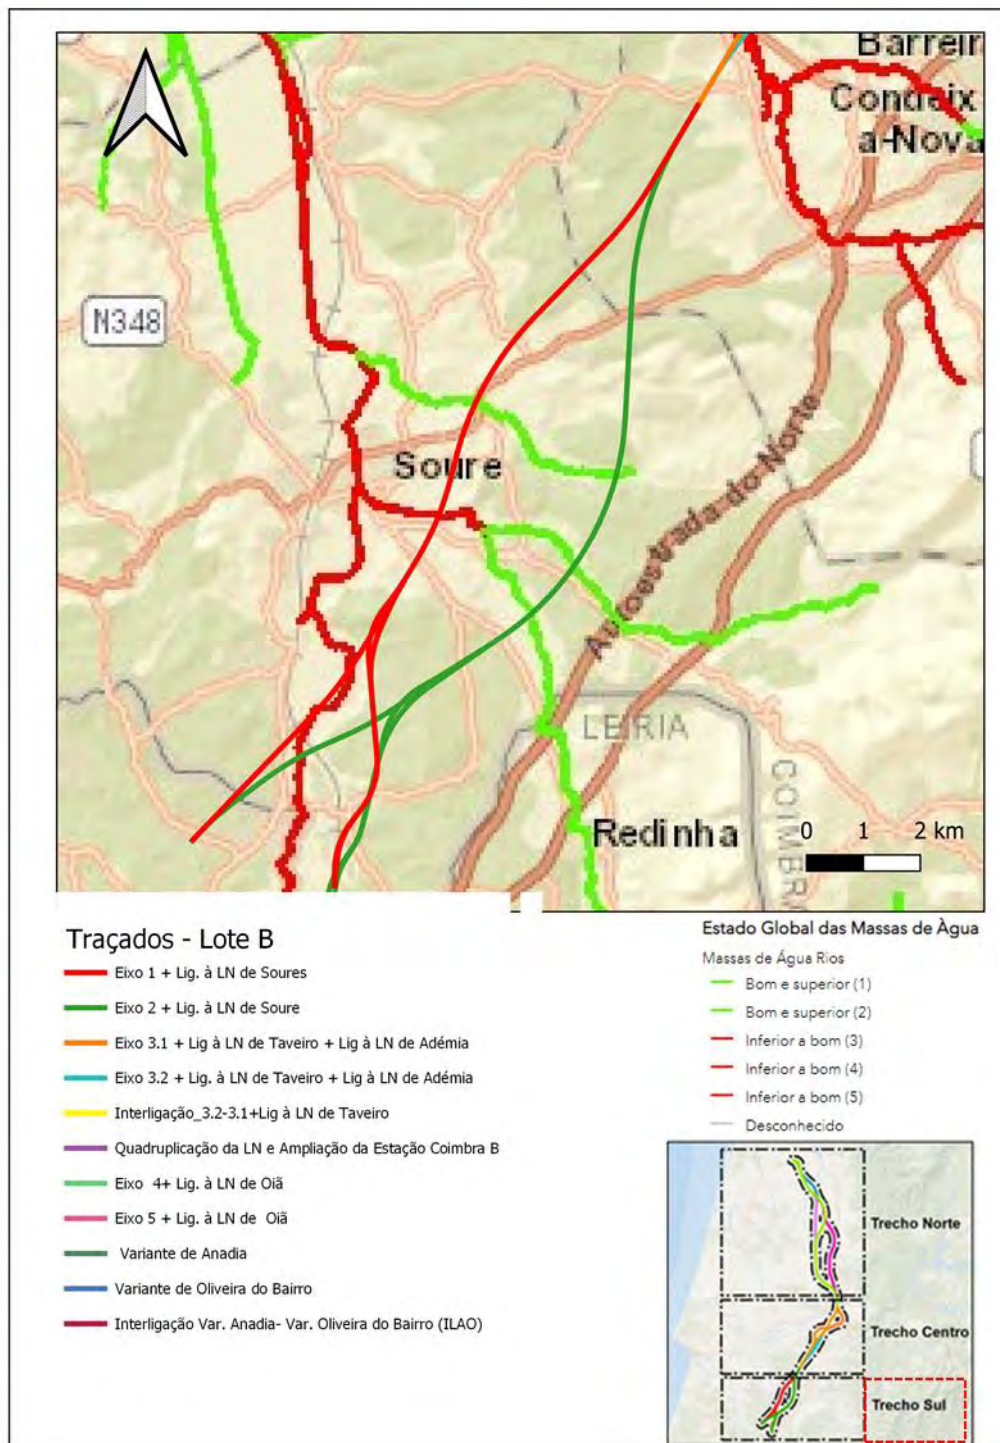 Barreir
Condeix
a-Nova
N348
Soure
Autoestrada do Norte
LEIRIA
COIMBR
Redinha
0 1 2 km
Traçados - Lote B
Eixo 1 + Lig. à LN de Soures
Eixo 2 + Lig. à LN de Soure
Eixo 3.1 + Lig à LN de Taveiro + Lig à LN de Adémia
Eixo 3.2 + Lig. à LN de Taveiro + Lig à LN de Adémia
Interligação_3.2-3.1+Lig à LN de Taveiro
Quadruplicação da LN e Ampliação da Estação Coimbra B
Eixo 4+ Lig. à LN de Oiã
Eixo 5 + Lig. à LN de Oiã
Variante de Anadia
Variante de Oliveira do Bairro
Interligação Var. Anadia- Var. Oliveira do Bairro (ILAO)
Estado Global das Massas de Àgua
Massas de Água Rios
Bom e superior (1)
Bom e superior (2)
Inferior a bom (3)
Inferior a bom (4)
Inferior a bom (5)
Desconhecido
Trecho Norte
Trecho Centro
Trecho Sul